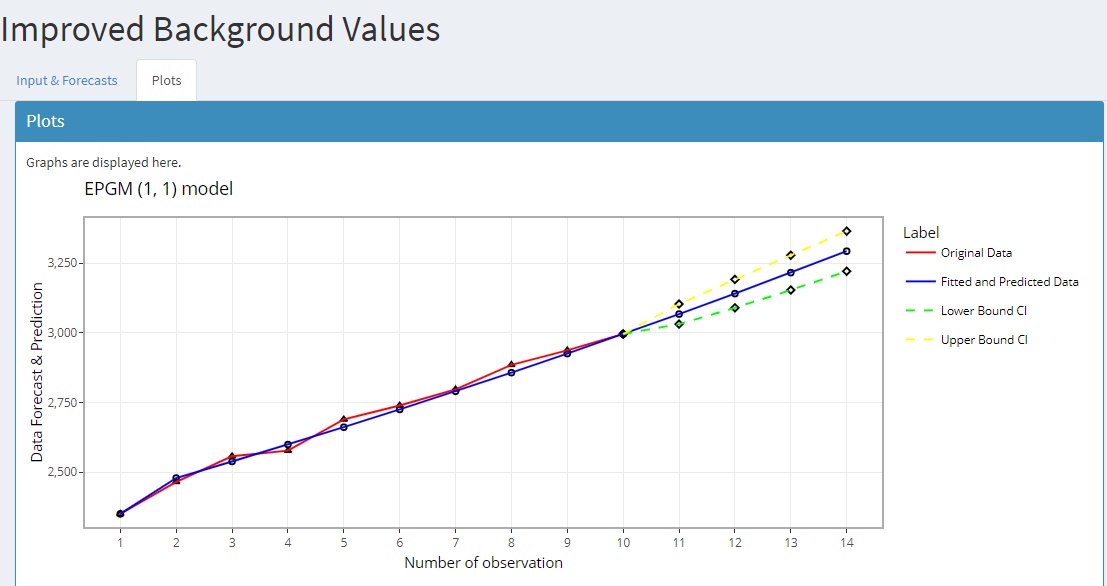 Improved Background Values
Input & Forecasts
Plots
Plots
Graphs are displayed here.
EPGM (1, 1) model
Data Forecast & Prediction
3,250
3,000
2,750
2,500
1 2 3 4 5 6 7 8 9 10 11 12 13 14
Number of observation
Label
Original Data
Fitted and Predicted Data
Lower Bound CI
Upper Bound CI